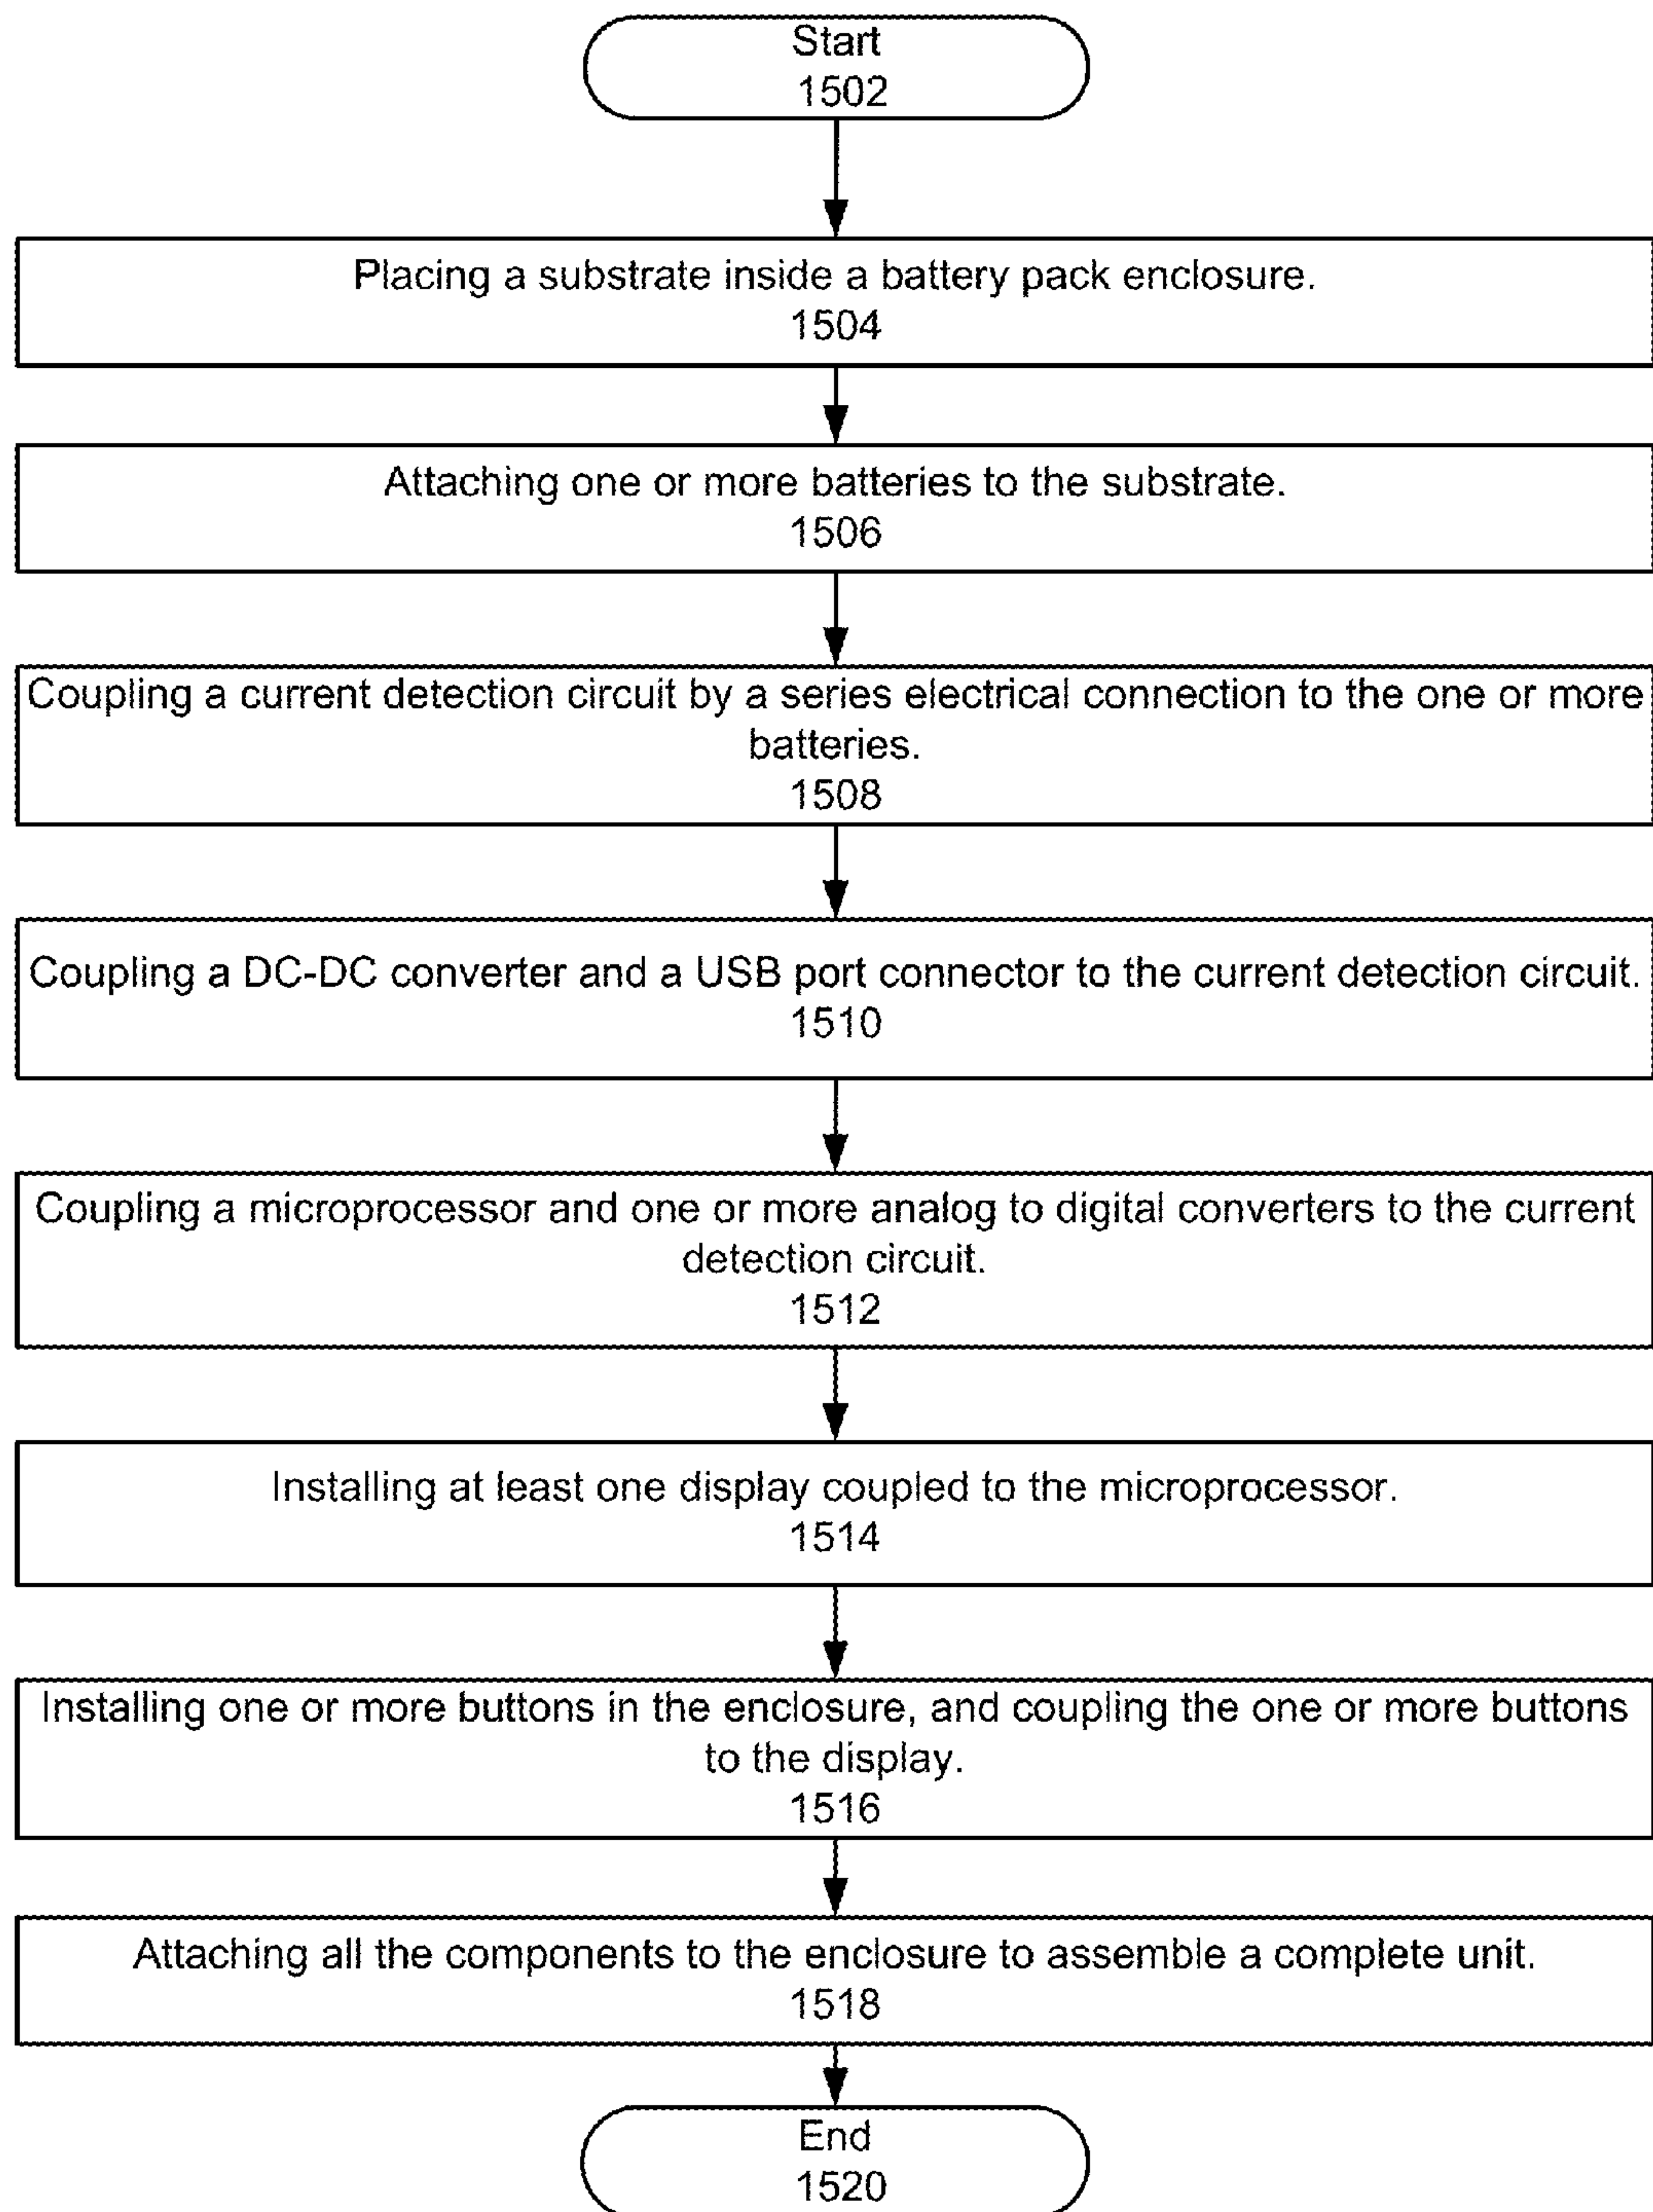 Start
1502
Placing a substrate inside a battery pack enclosure.
1504
Attaching one or more batteries to the substrate.
1506
Coupling a current detection circuit by a series electrical connection to the one or more
batteries.
1508
Coupling a DC-DC converter and a USB port connector to the current detection circuit.
1510
Coupling a microprocessor and one or more analog to digital converters to the current
detection circuit.
1512
Installing at least one display coupled to the microprocessor.
1514
Installing one or more buttons in the enclosure, and coupling the one or more buttons
to the display.
1516
Attaching all the components to the enclosure to assemble a complete unit.
1518
End
1520